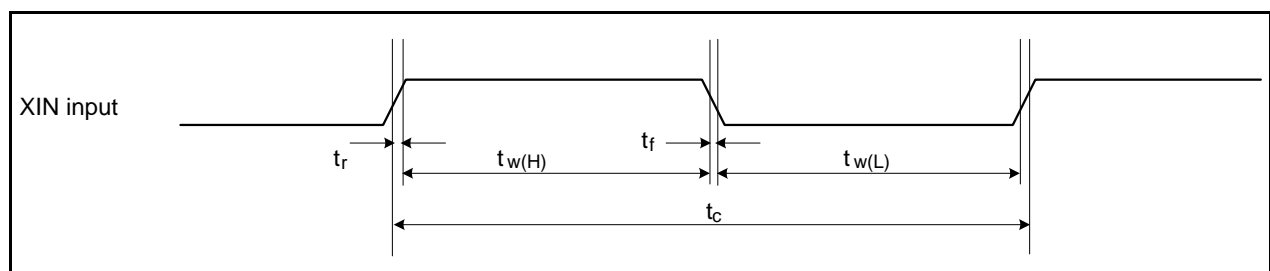 XIN input
tr
tw(H)
tf
tw(L)
tc